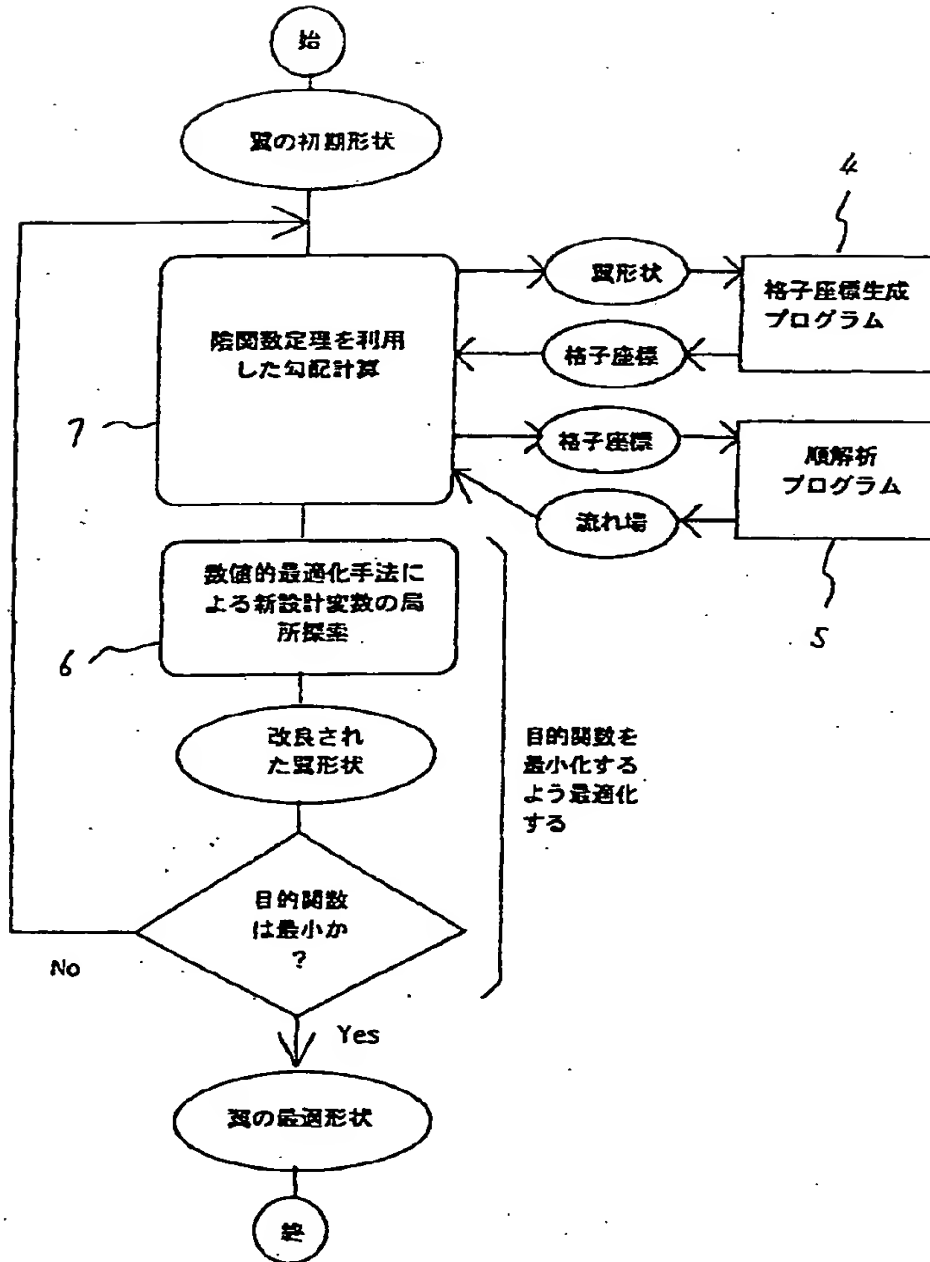 始
翼の初期形状
4
翼形状
格子座標生成
プログラム
陰関数定理を利用
した勾配計算
格子座標
7
格子座標
順解析
プログラム
流れ場
5
数値的最適化手法に
よる新設計変数の局
所探索
6
改良され
た翼形状
目的関数を
最小化する
よう最適化
する
目的関数
は最小か
?
No
Yes
翼の最適形状
終